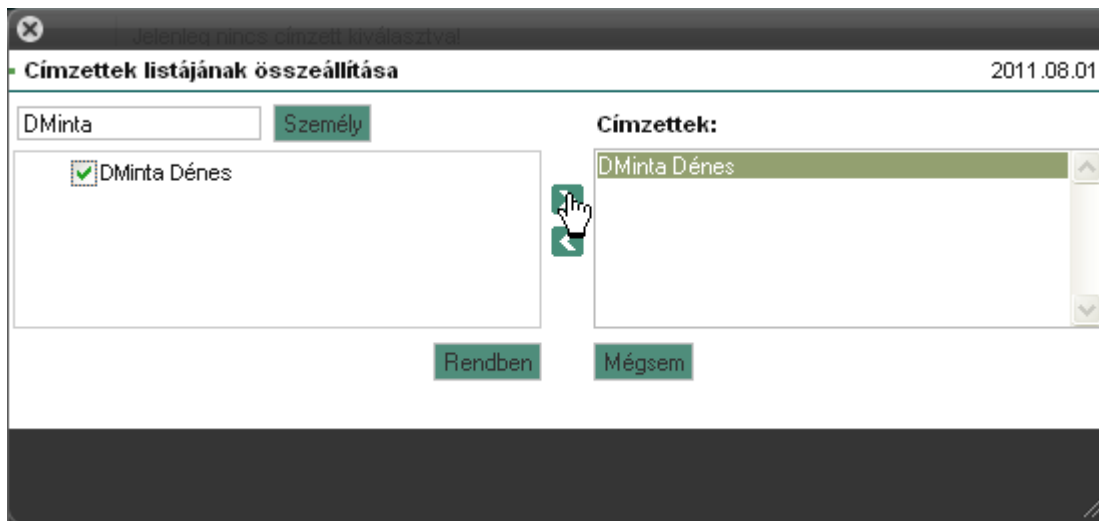 Jelenleg nincs címzett kiválasztva!
Címzettek listájának összeállítása 2011.08.01
DMinta Személy Címzettek:
DMinta Dénes DMinta Dénes
Rendben Mégsem